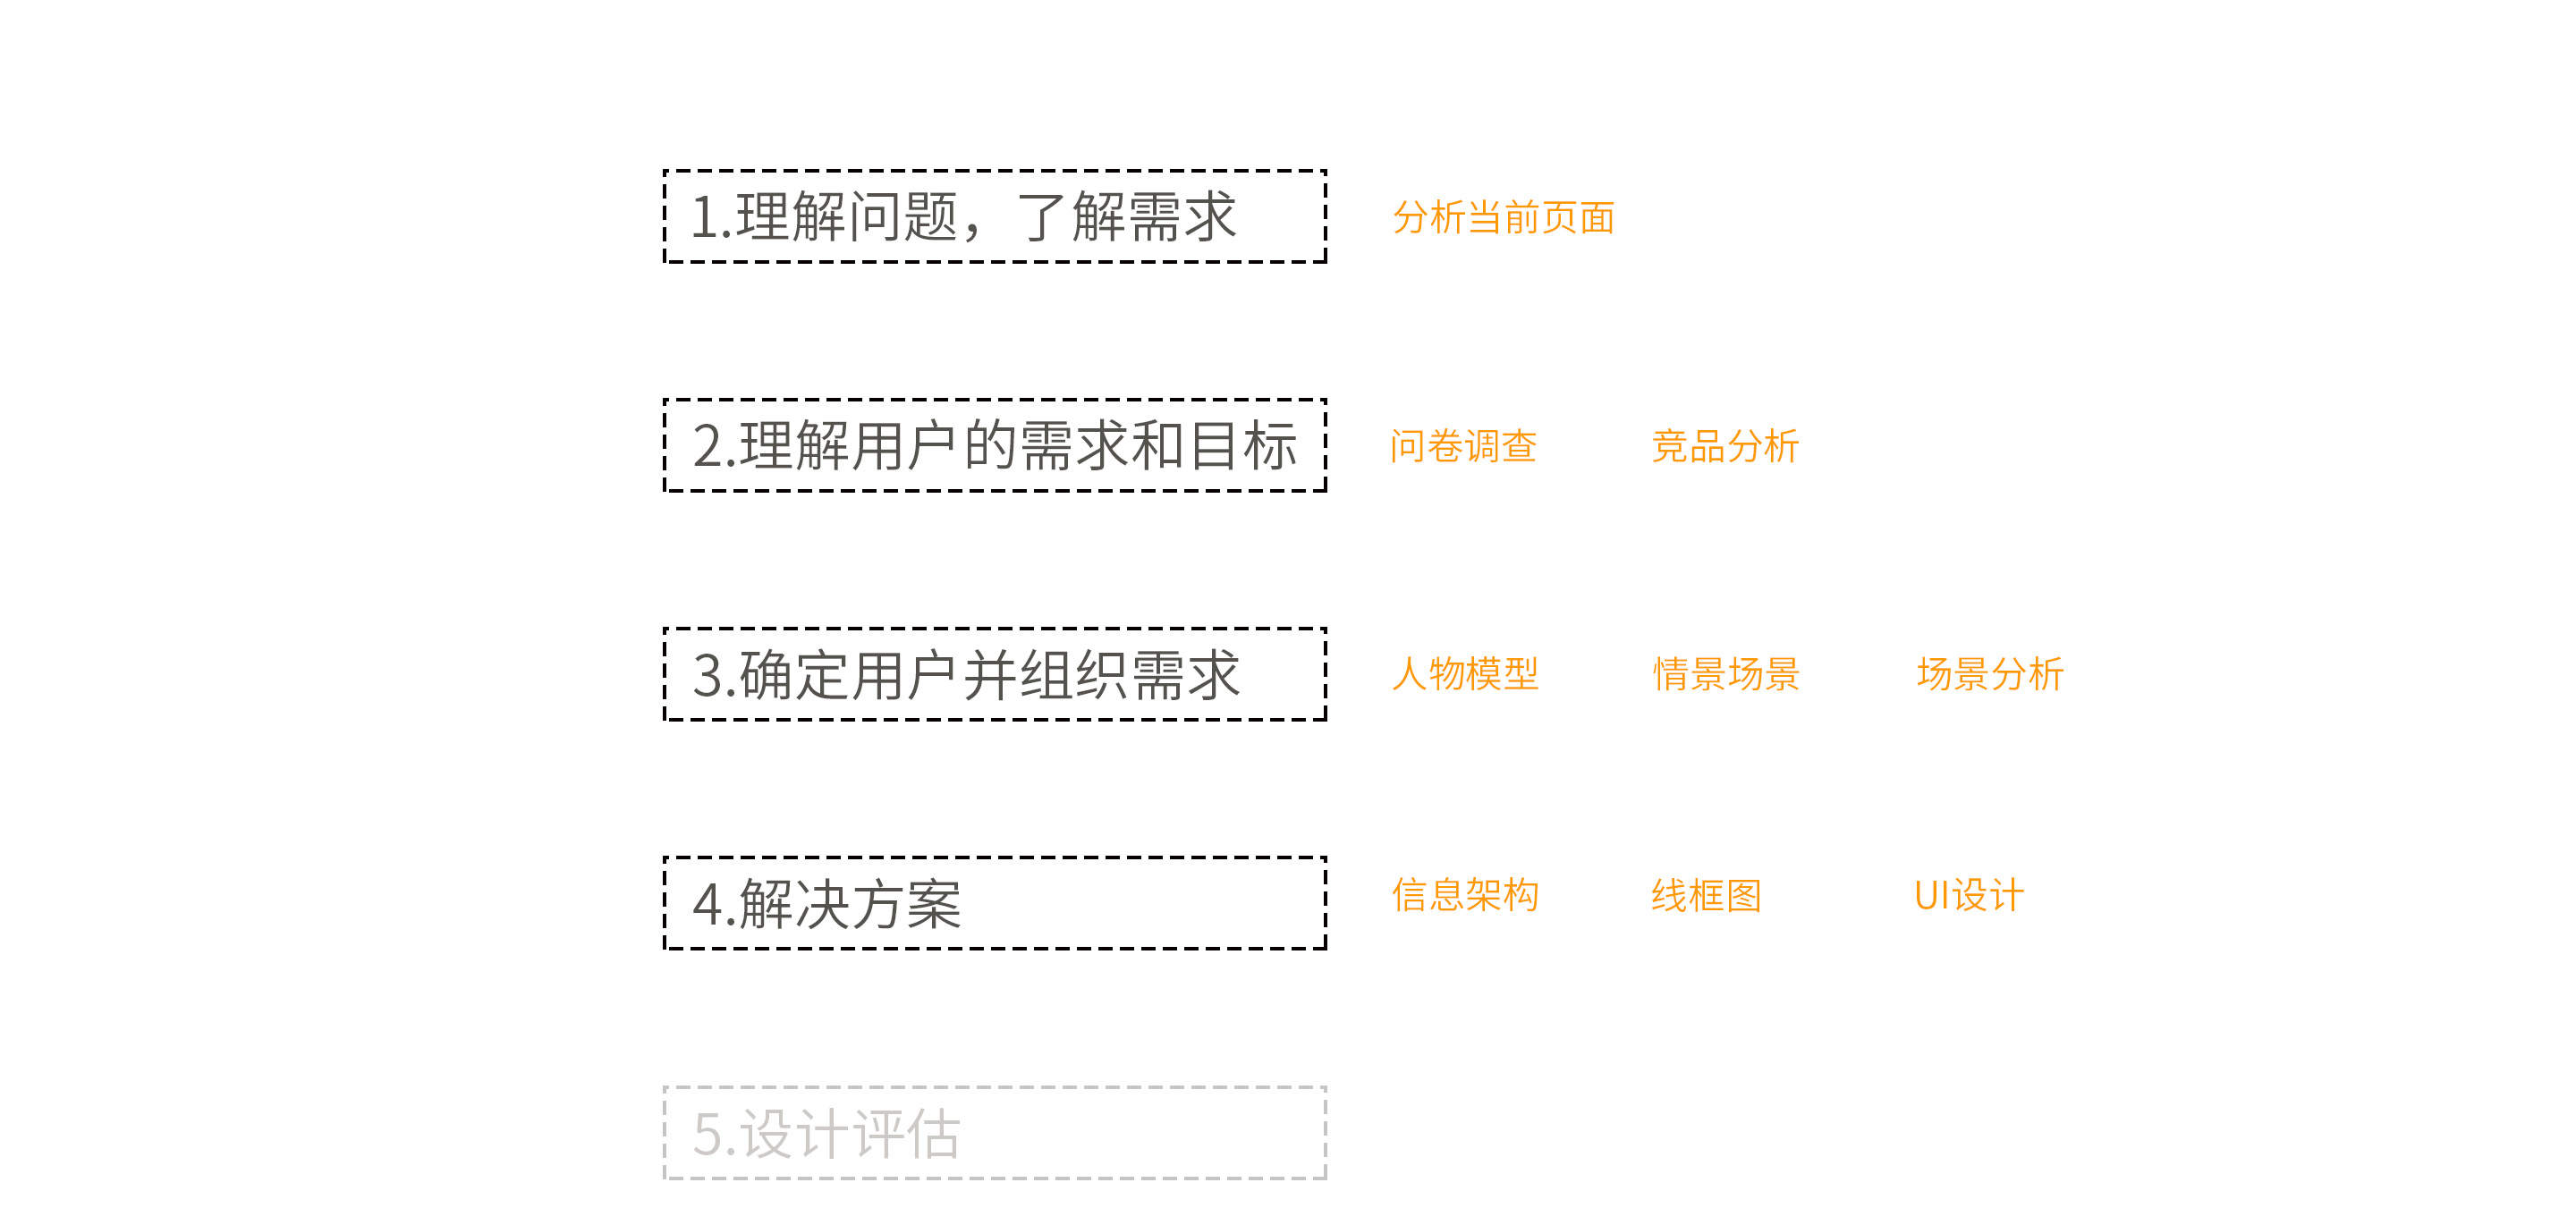 1.理解问题，了解需求 分析当前页面
2.理解用户的需求和目标 问卷调查 竞品分析
3.确定用户并组织需求 人物模型 情景场景 场景分析
4.解决方案 信息架构 线框图 UI设计
5.设计评估